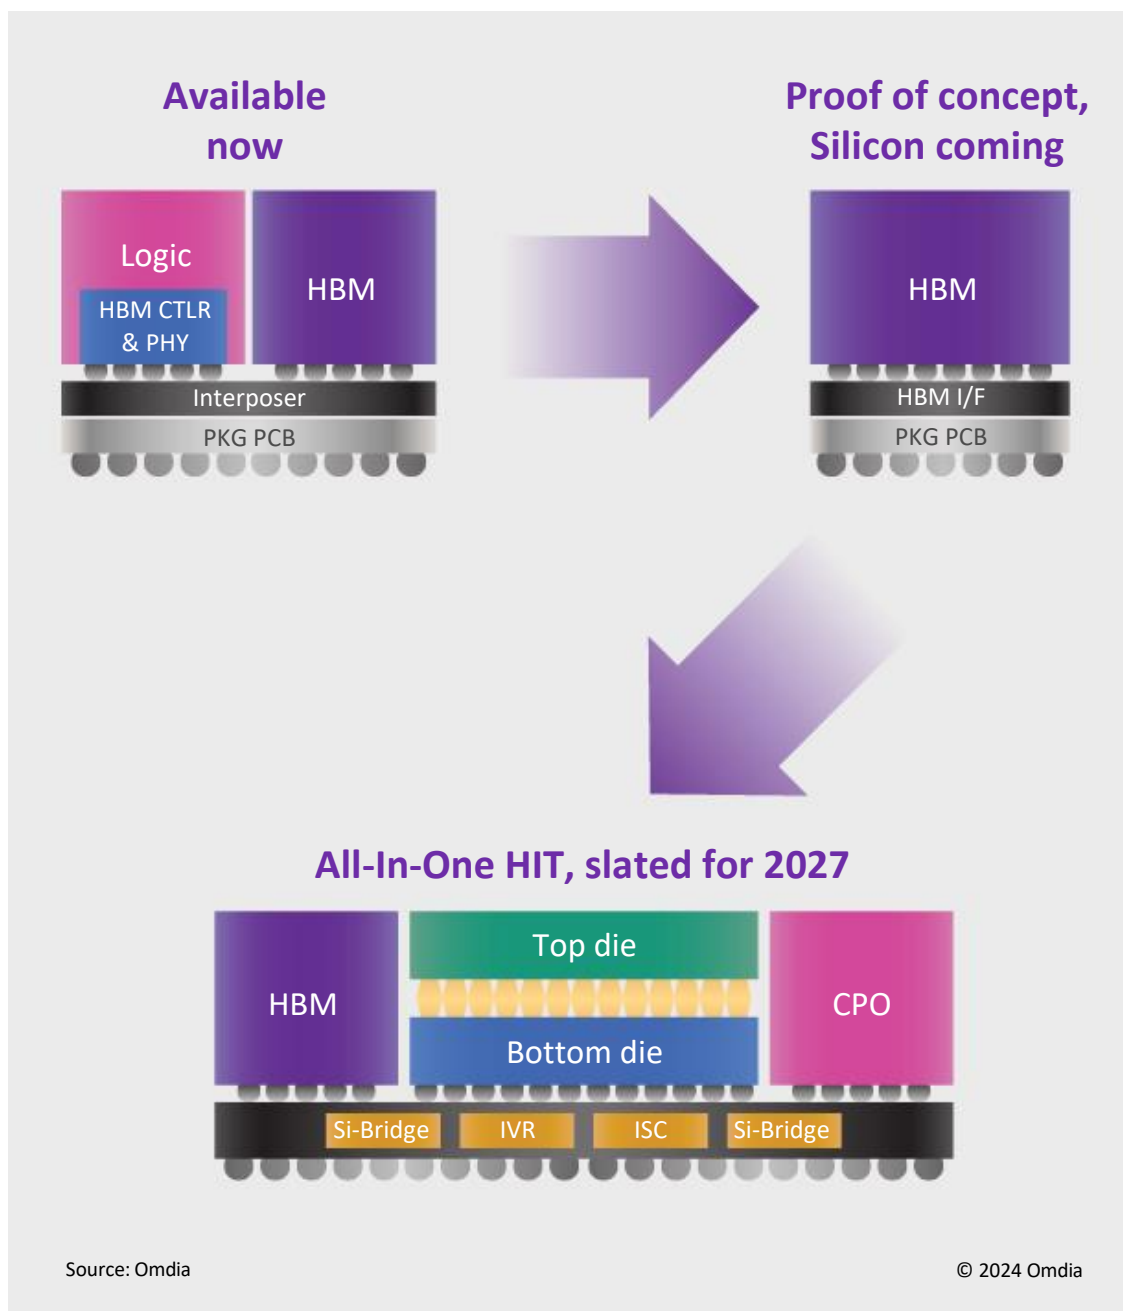 Available
now
Proof of concept,
Silicon coming
Logic
HBM CTLR
& PHY
HBM
Interposer
PKG PCB
HBM
HBM I/F
PKG PCB
All-In-One HIT, slated for 2027
HBM
Top die
Bottom die
CPO
Si-Bridge
IVR
ISC
Si-Bridge
Source: Omdia
© 2024 Omdia